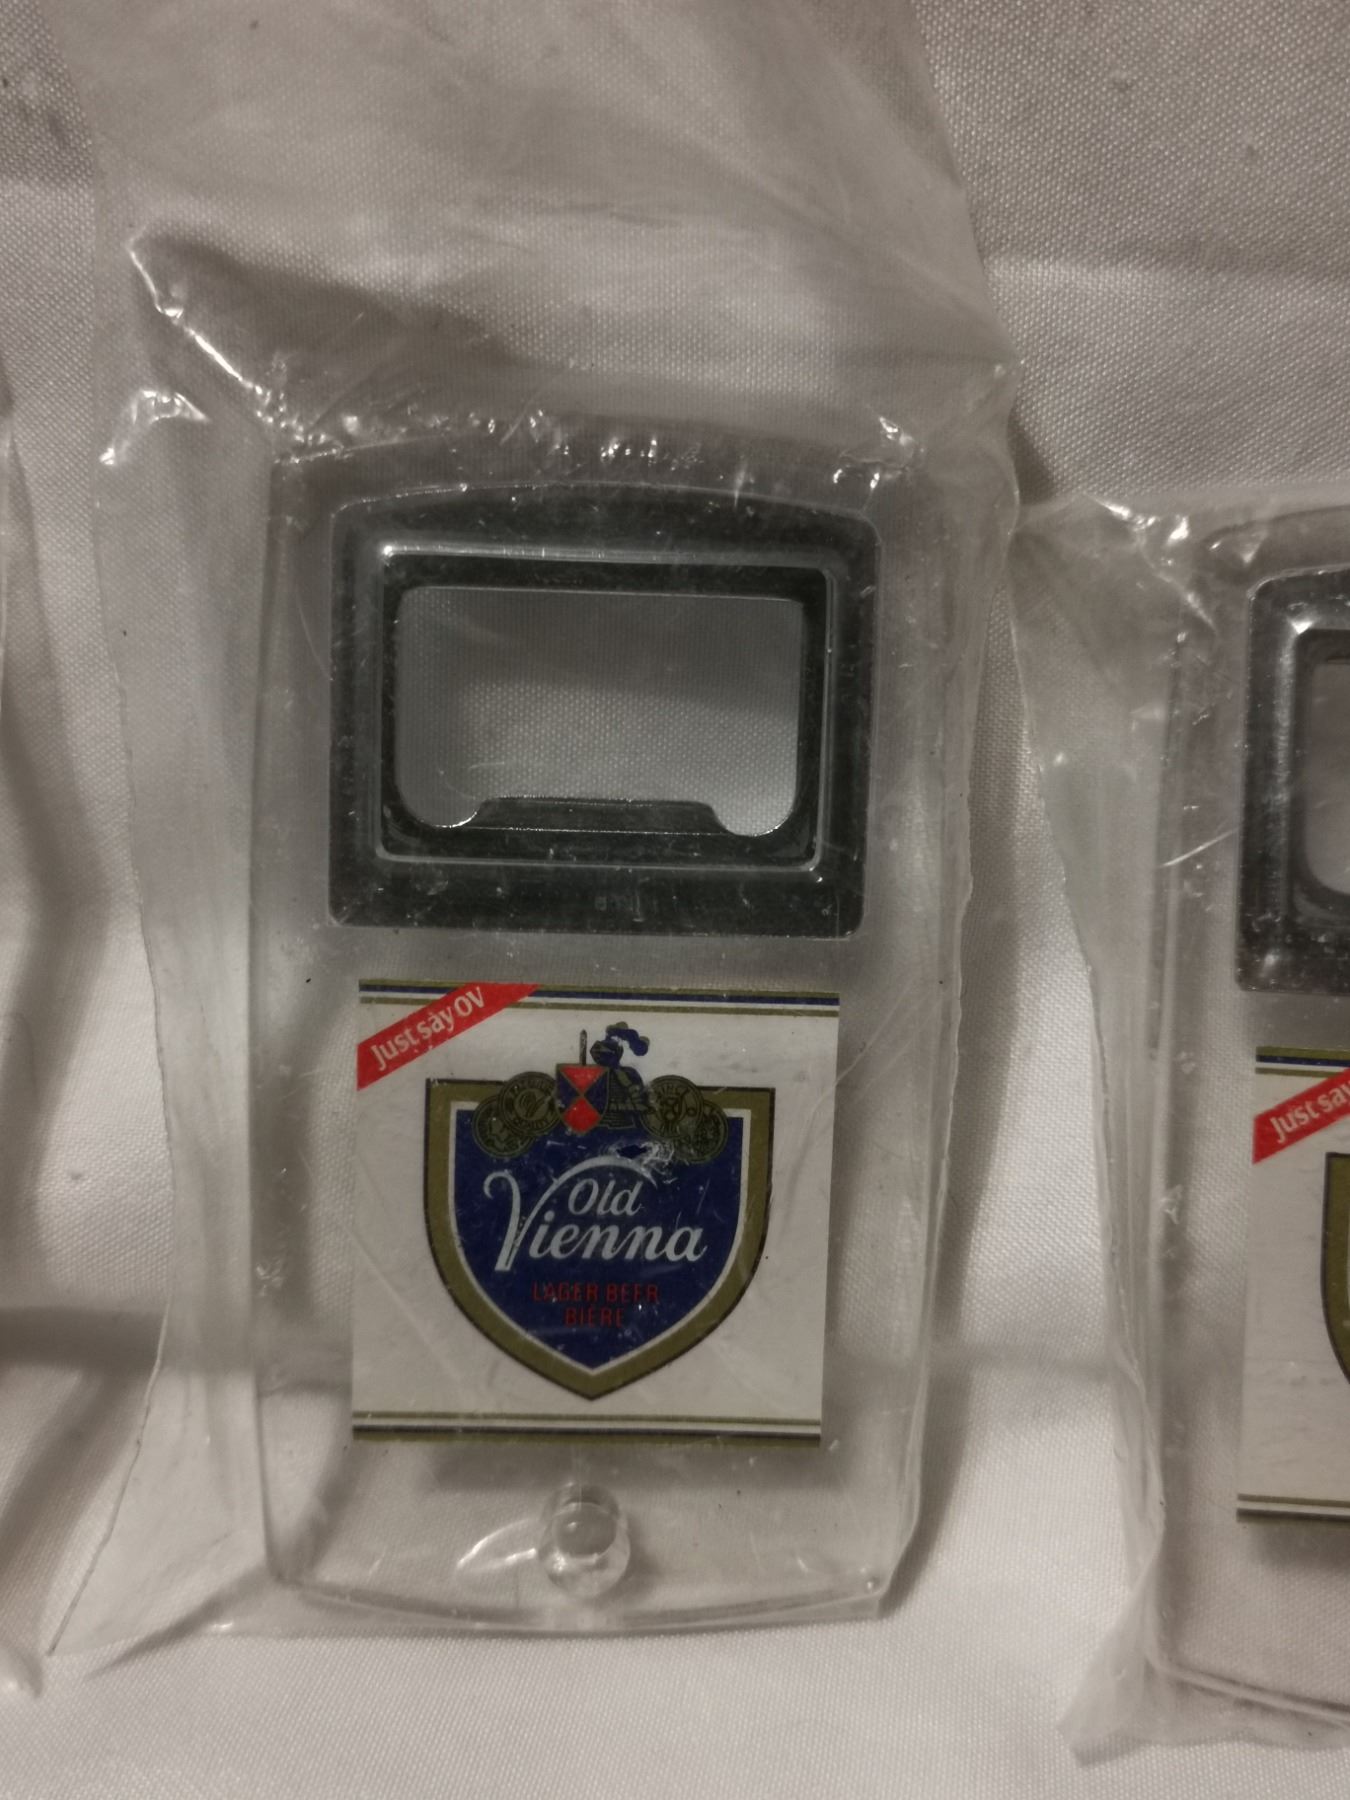 Just say OV
Old
Vienna
LAGER BEER
BIÈRE
Just say